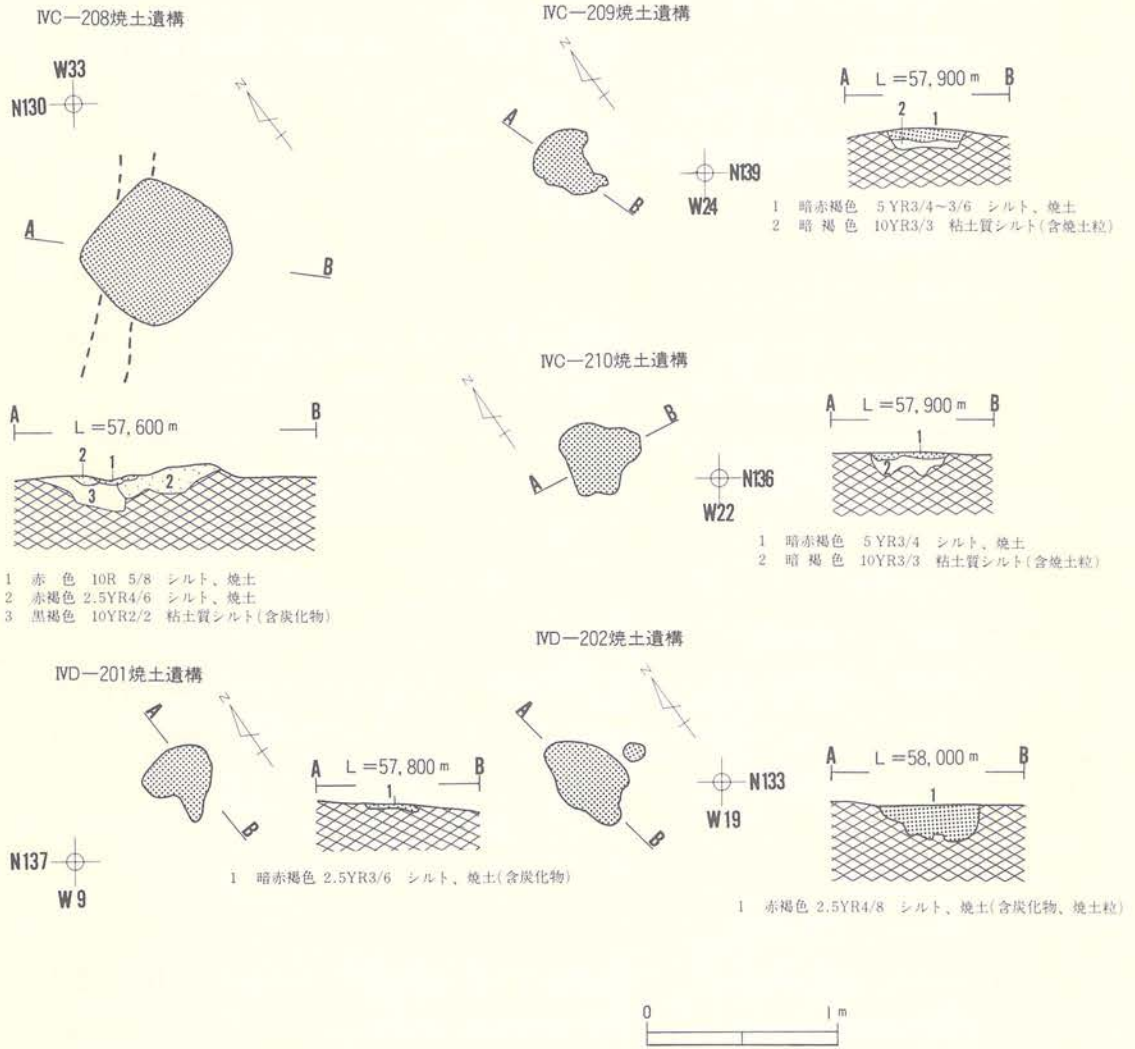 ⅣC—208焼土遺構
W33
N130
N
A
B
A L=57,600m B
2 1
3 2
1 赤色 10R 5/8 シルト、焼土
2 赤褐色 2.5YR4/6 シルト、焼土
3 黒褐色 10YR2/2 粘土質シルト(含炭化物)
ⅣC—209焼土遺構
N
A
B
N139
W24
A L=57,900m B
2 1
1 暗赤褐色 5YR3/4~3/6 シルト、焼土
2 暗褐色 10YR3/3 粘土質シルト(含焼土粒)
ⅣC—210焼土遺構
N
B
A
N136
W22
A L=57,900m B
1
2
1 暗赤褐色 5YR3/4 シルト、焼土
2 暗褐色 10YR3/3 粘土質シルト(含焼土粒)
ⅣD—201焼土遺構
N
A
B
N137
W9
A L=57,800m B
1
1 暗赤褐色 2.5YR3/6 シルト、焼土(含炭化物)
ⅣD—202焼土遺構
N
A
B
N133
W19
A L=58,000m B
1
1 赤褐色 2.5YR4/8 シルト、焼土(含炭化物、焼土粒)
0 1m